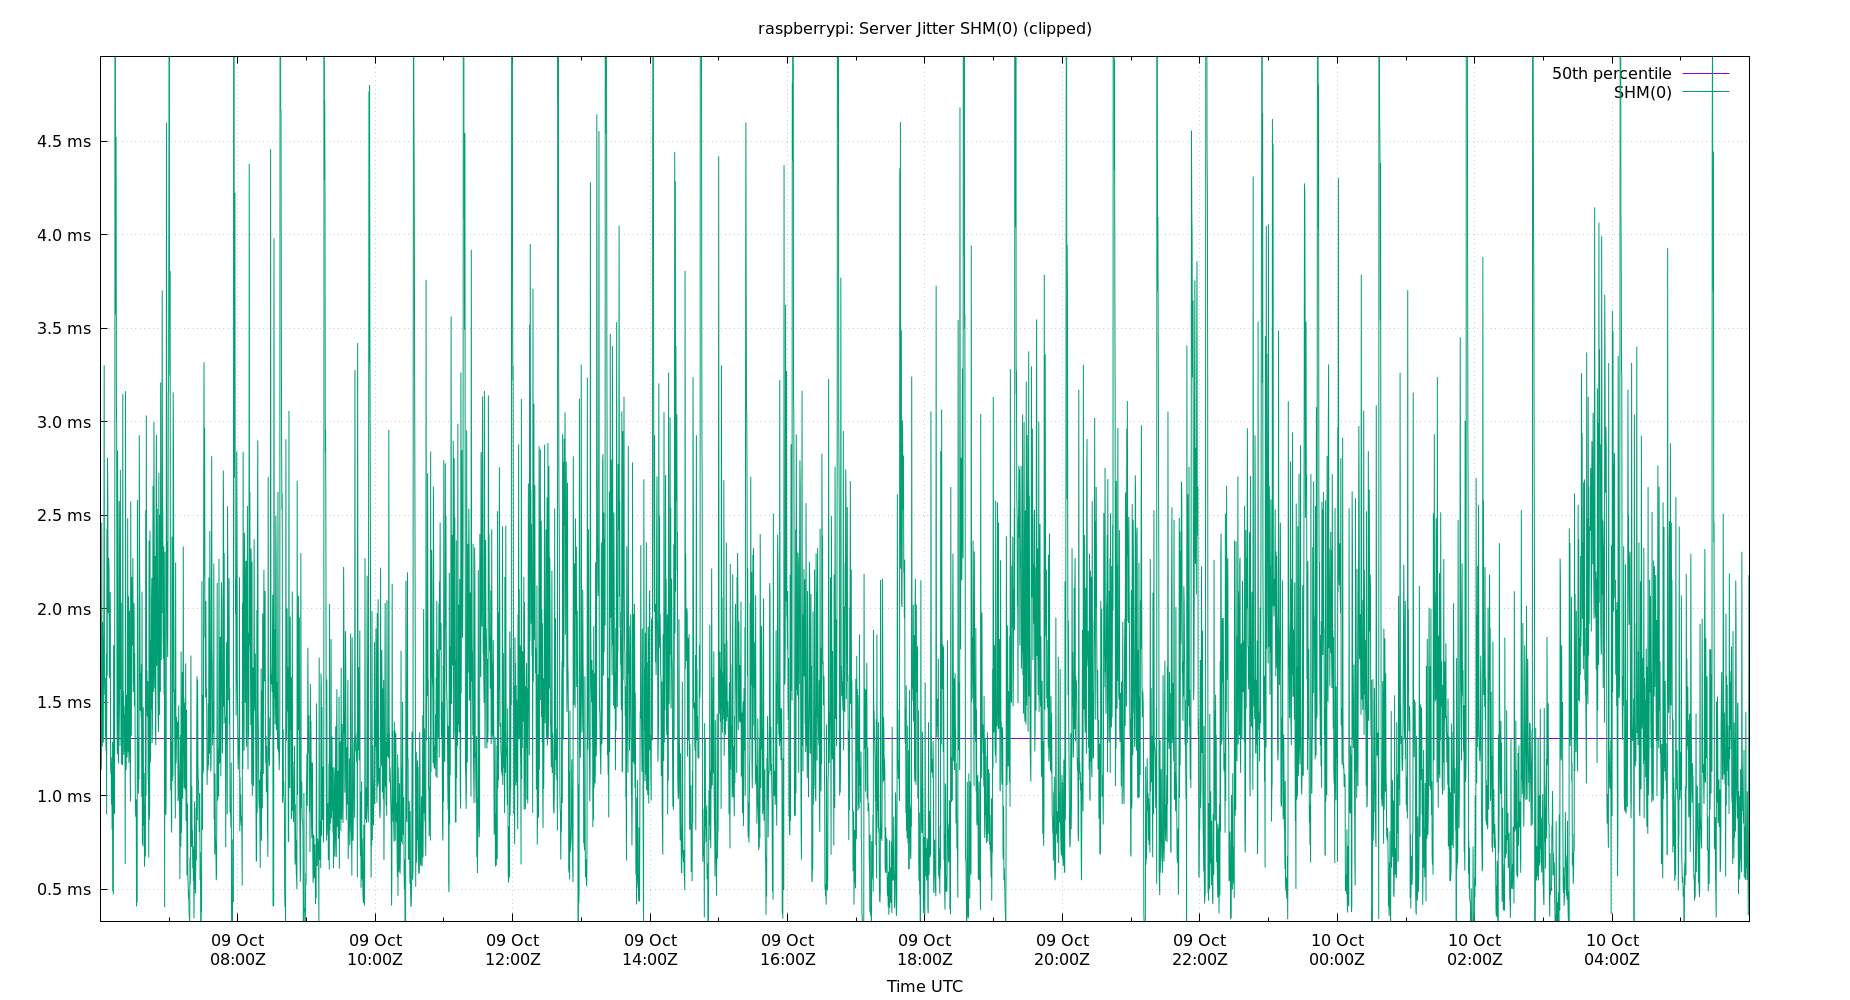 raspberrypi: Server Jitter SHM(0) (clipped)
50th percentile
SHM(0)
4.5 ms
4.0 ms
3.5 ms
3.0 ms
2.5 ms
2.0 ms
1.5 ms
1.0 ms
0.5 ms
09 Oct 09 Oct 09 Oct 09 Oct 09 Oct 09 Oct 09 Oct 09 Oct 10 Oct 10 Oct 10 Oct
08:00Z 10:00Z 12:00Z 14:00Z 16:00Z 18:00Z 20:00Z 22:00Z 00:00Z 02:00Z 04:00Z
Time UTC